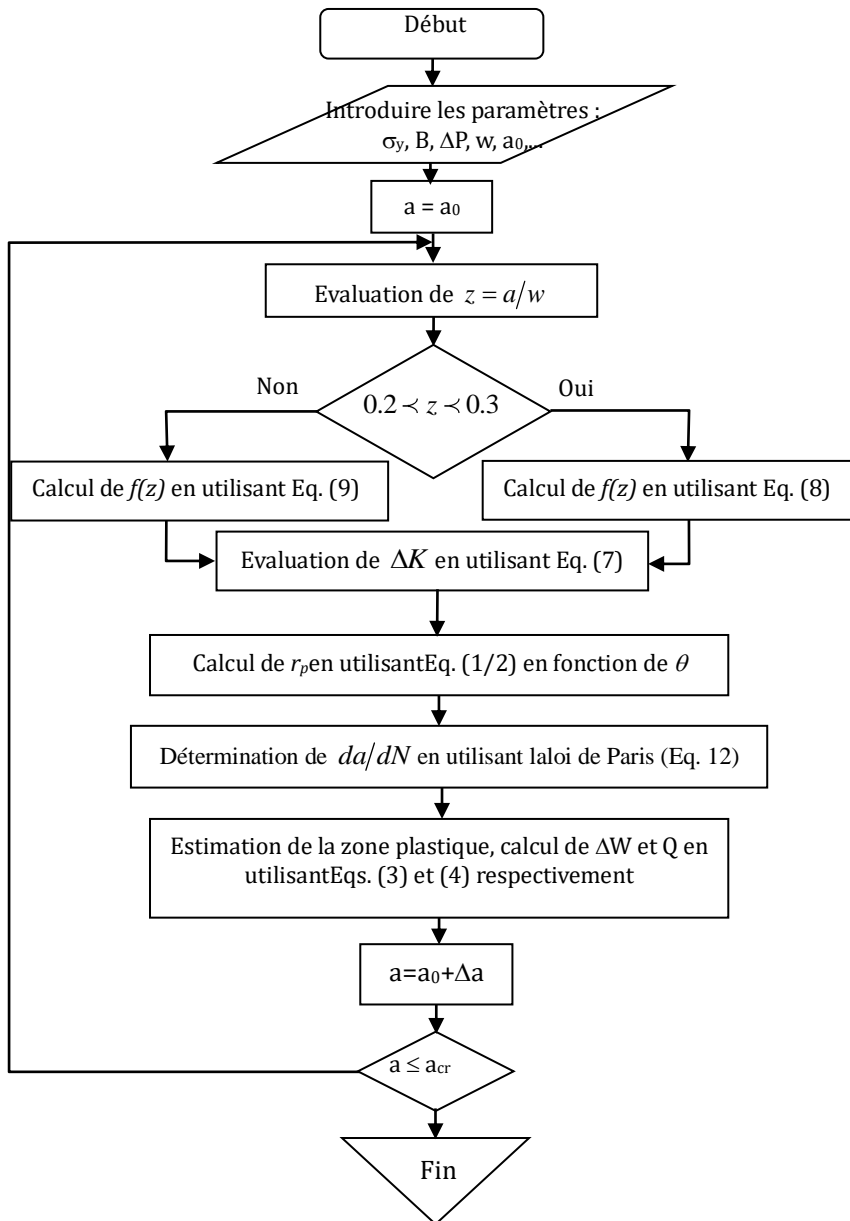 Début
Introduire les paramètres :
σy, B, ΔP, w, a0,...
a = a0
Evaluation de z = a/w
Non
Oui
0.2 ≺ z ≺ 0.3
Calcul de f(z) en utilisant Eq. (9)
Calcul de f(z) en utilisant Eq. (8)
Evaluation de ΔK en utilisant Eq. (7)
Calcul de rpen utilisantEq. (1/2) en fonction de θ
Détermination de da/dN en utilisant laloi de Paris (Eq. 12)
Estimation de la zone plastique, calcul de ΔW et Q en
utilisantEqs. (3) et (4) respectivement
a=a0+Δa
a ≤ acr
Fin